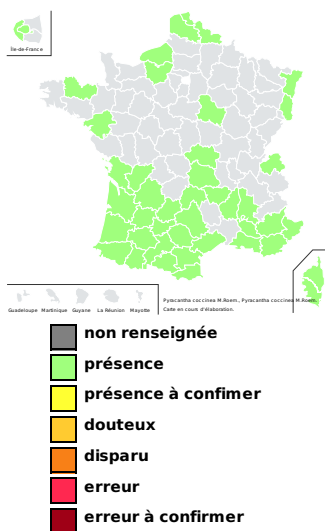 Île-de-France
Guadeloupe Martinique Guyane La Réunion Mayotte
Pyracantha coccinea M.Roem., Pyracantha coccinea M.Roem.
Carte en cours d'élaboration.
non renseignée
présence
présence à confimer
douteux
disparu
erreur
erreur à confirmer